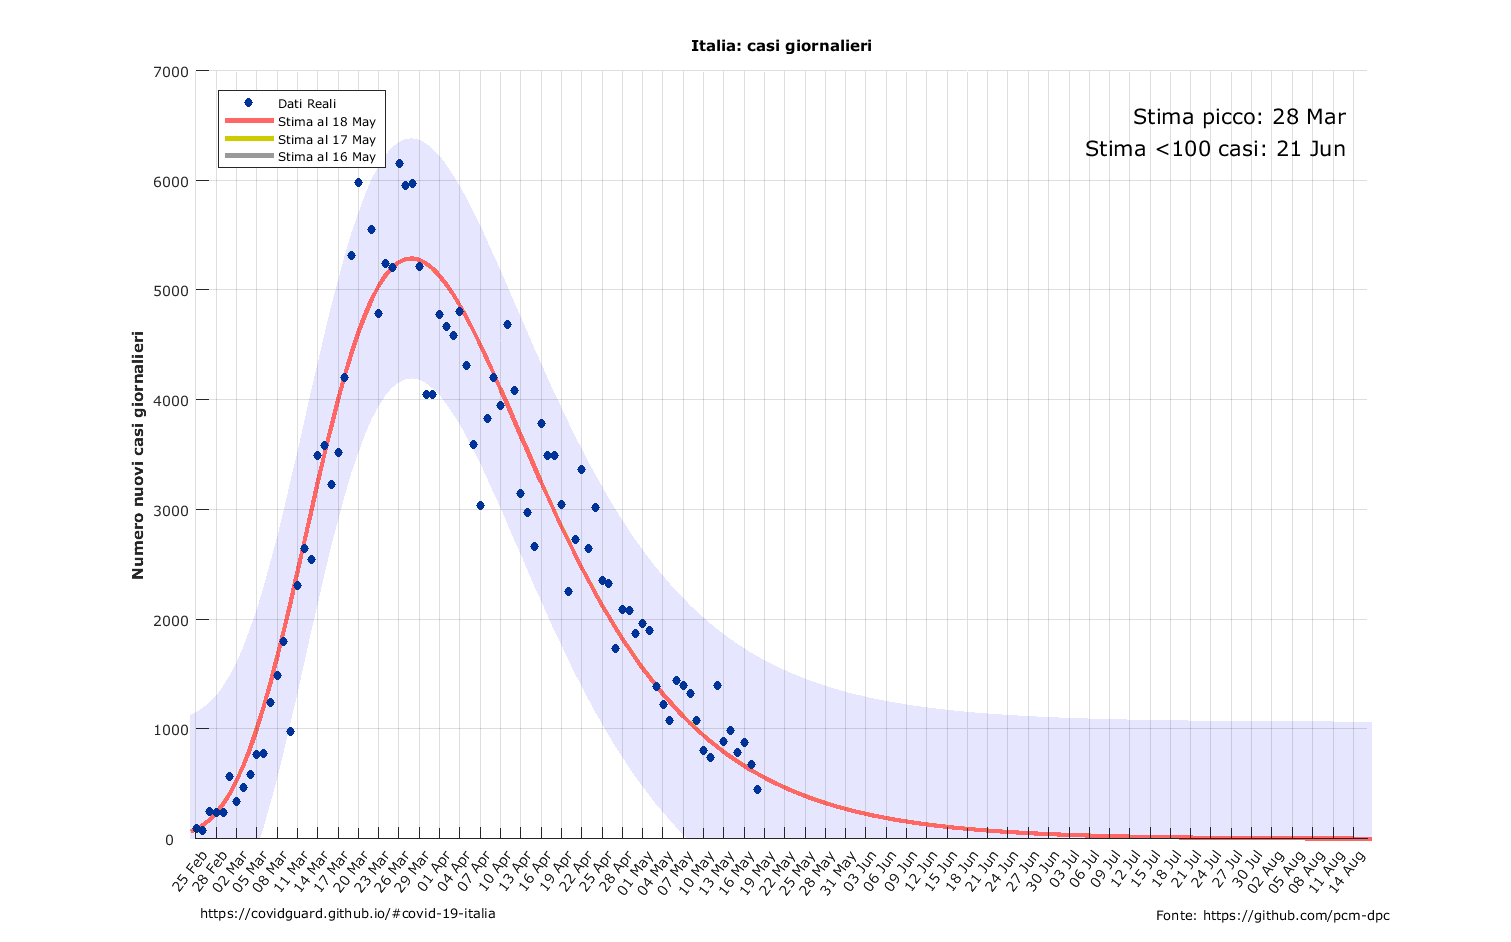 Italia: casi giornalieri
7000
6000
5000
4000
3000
2000
1000
0
Numero nuovi casi giornalieri
Dati Reali
Stima al 18 May
Stima al 17 May
Stima al 16 May
Stima picco: 28 Mar
Stima <100 casi: 21 Jun
25 Feb
28 Feb
02 Mar
05 Mar
08 Mar
11 Mar
14 Mar
17 Mar
20 Mar
23 Mar
26 Mar
29 Mar
01 Apr
04 Apr
07 Apr
10 Apr
13 Apr
16 Apr
19 Apr
22 Apr
25 Apr
28 Apr
01 May
04 May
07 May
10 May
13 May
16 May
19 May
22 May
25 May
28 May
31 May
03 Jun
06 Jun
09 Jun
12 Jun
15 Jun
18 Jun
21 Jun
24 Jun
27 Jun
30 Jun
03 Jul
06 Jul
09 Jul
12 Jul
15 Jul
18 Jul
21 Jul
24 Jul
27 Jul
30 Jul
02 Aug
05 Aug
08 Aug
11 Aug
14 Aug
https://covidguard.github.io/#covid-19-italia
Fonte: https://github.com/pcm-dpc